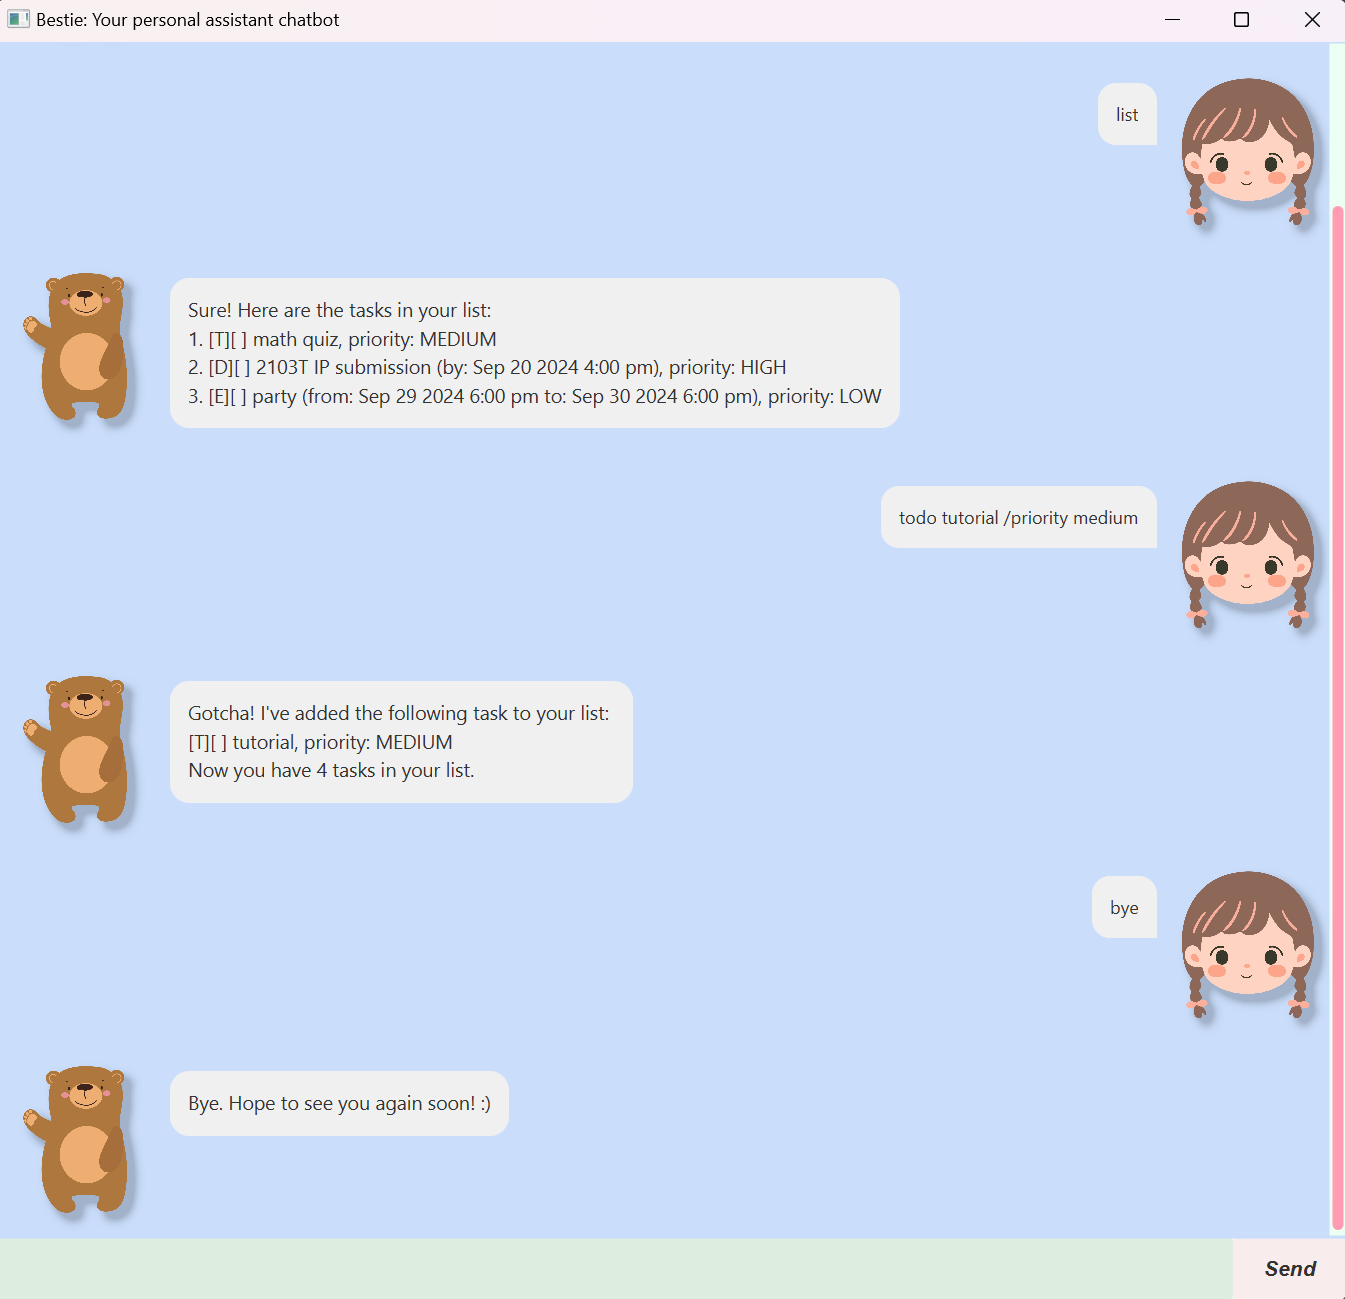 Bestie: Your personal assistant chatbot
list
Sure! Here are the tasks in your list:
1. [T][ ] math quiz, priority: MEDIUM
2. [D][ ] 2103T IP submission (by: Sep 20 2024 4:00 pm), priority: HIGH
3. [E][ ] party (from: Sep 29 2024 6:00 pm to: Sep 30 2024 6:00 pm), priority: LOW
todo tutorial /priority medium
Gotcha! I've added the following task to your list:
[T][ ] tutorial, priority: MEDIUM
Now you have 4 tasks in your list.
bye
Bye. Hope to see you again soon! :)
Send